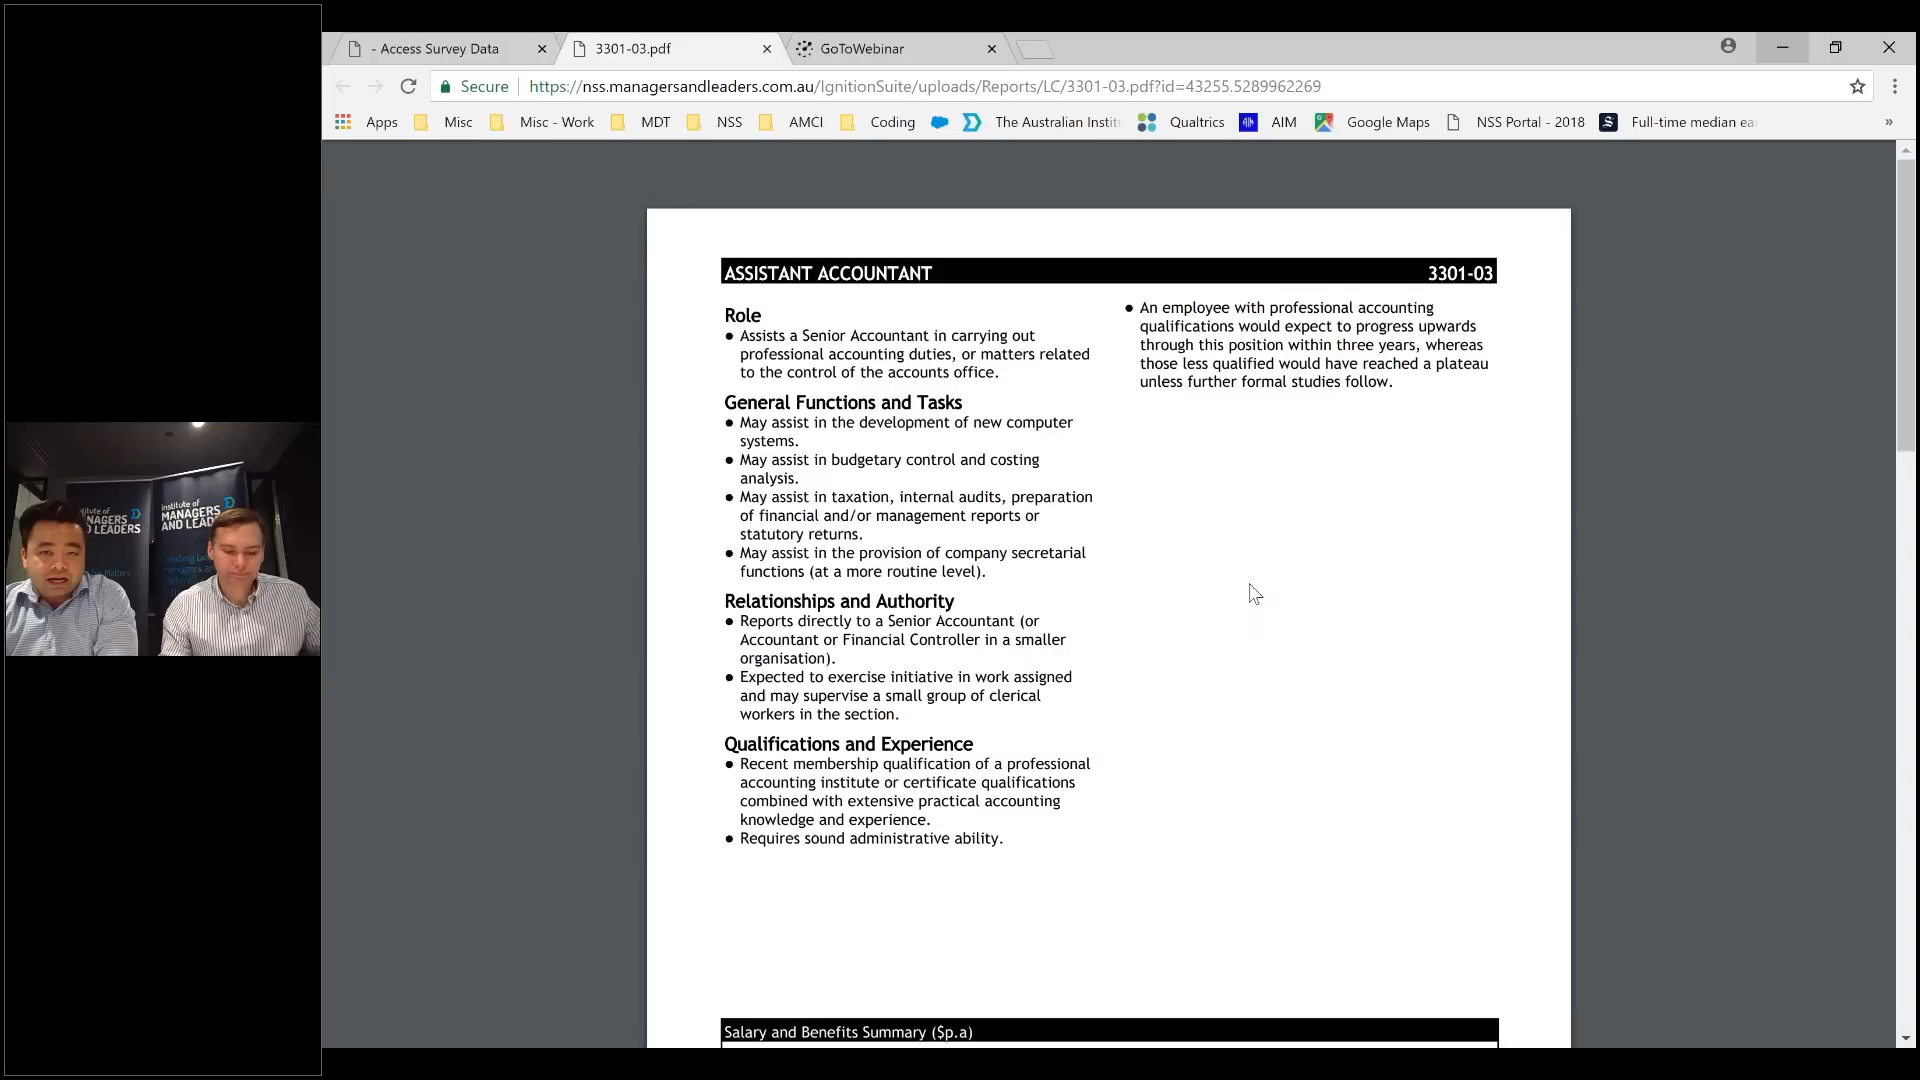 - Access Survey Data
3301-03.pdf
GoToWebinar
Secure
https://nss.managersandleaders.com.au/IgnitionSuite/uploads/Reports/LC/3301-03.pdf?id=43255.5289962269
Apps
Misc
Misc - Work
MDT
NSS
AMCI
Coding
The Australian Instit
Qualtrics
AIM
Google Maps
NSS Portal - 2018
Full-time median ea
»
ASSISTANT ACCOUNTANT 3301-03
Role
● Assists a Senior Accountant in carrying out
professional accounting duties, or matters related
to the control of the accounts office.
General Functions and Tasks
● May assist in the development of new computer
systems.
● May assist in budgetary control and costing
analysis.
● May assist in taxation, internal audits, preparation
of financial and/or management reports or
statutory returns.
● May assist in the provision of company secretarial
functions (at a more routine level).
Relationships and Authority
● Reports directly to a Senior Accountant (or
Accountant or Financial Controller in a smaller
organisation).
● Expected to exercise initiative in work assigned
and may supervise a small group of clerical
workers in the section.
Qualifications and Experience
● Recent membership qualification of a professional
accounting institute or certificate qualifications
combined with extensive practical accounting
knowledge and experience.
● Requires sound administrative ability.
● An employee with professional accounting
qualifications would expect to progress upwards
through this position within three years, whereas
those less qualified would have reached a plateau
unless further formal studies follow.
Salary and Benefits Summary ($p.a)
institute of
MANAGERS
AND LEADERS